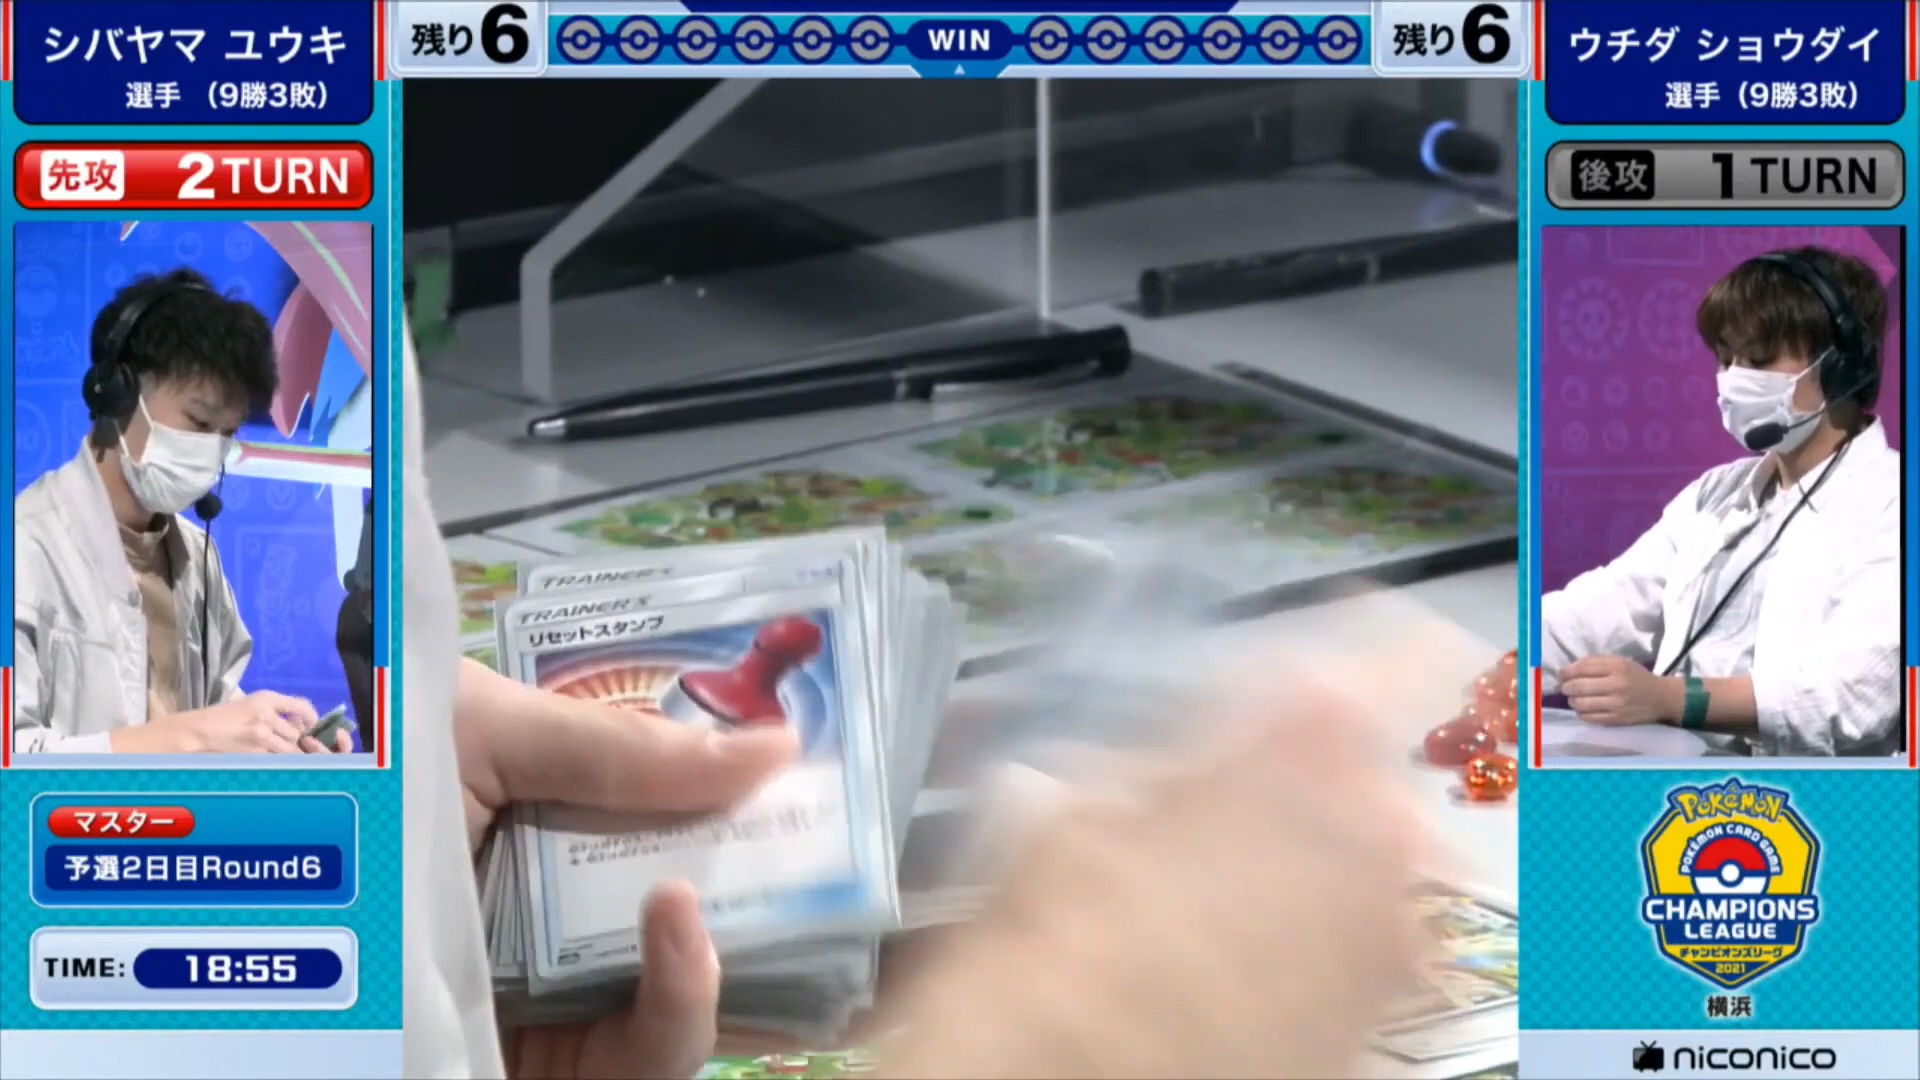 シバヤマ ユウキ
選手 (9勝3敗)
先攻 2TURN
残り6
WIN
残り6
ウチダ ショウダイ
選手 (9勝3敗)
後攻 1TURN
TRAINER'S
TRAINER'S
リセットスタンプ
マスター
予選2日目Round6
TIME: 18:55
POKÉMON
POKÉMON CARD GAME
CHAMPIONS
LEAGUE
チャンピオンズリーグ
2021
横浜
niconico